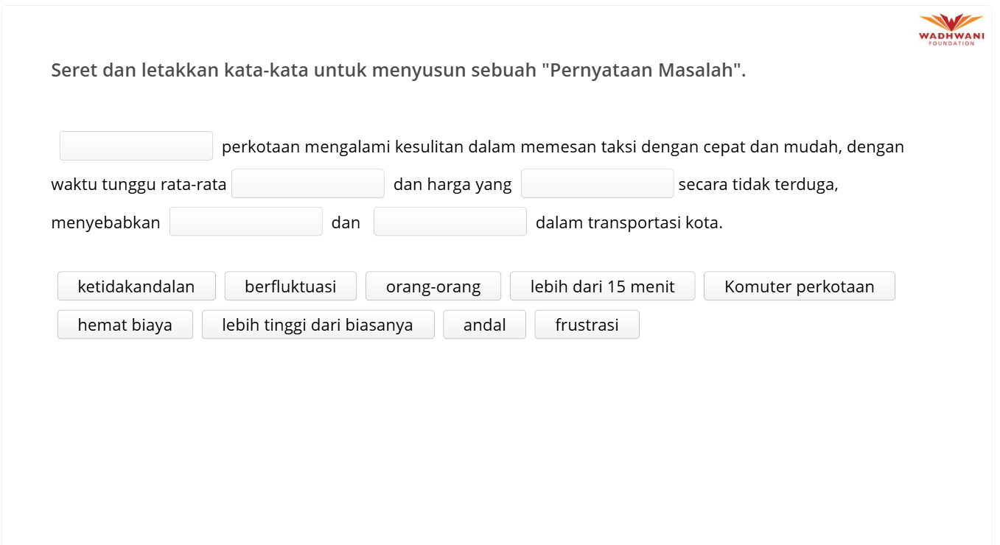 WADHWANI
FOUNDATION
Seret dan letakkan kata-kata untuk menyusun sebuah "Pernyataan Masalah".
perkotaan mengalami kesulitan dalam memesan taksi dengan cepat dan mudah, dengan
waktu tunggu rata-rata dan harga yang secara tidak terduga,
menyebabkan dan dalam transportasi kota.
ketidakandalan berfluktuasi orang-orang lebih dari 15 menit Komuter perkotaan
hemat biaya lebih tinggi dari biasanya andal frustrasi